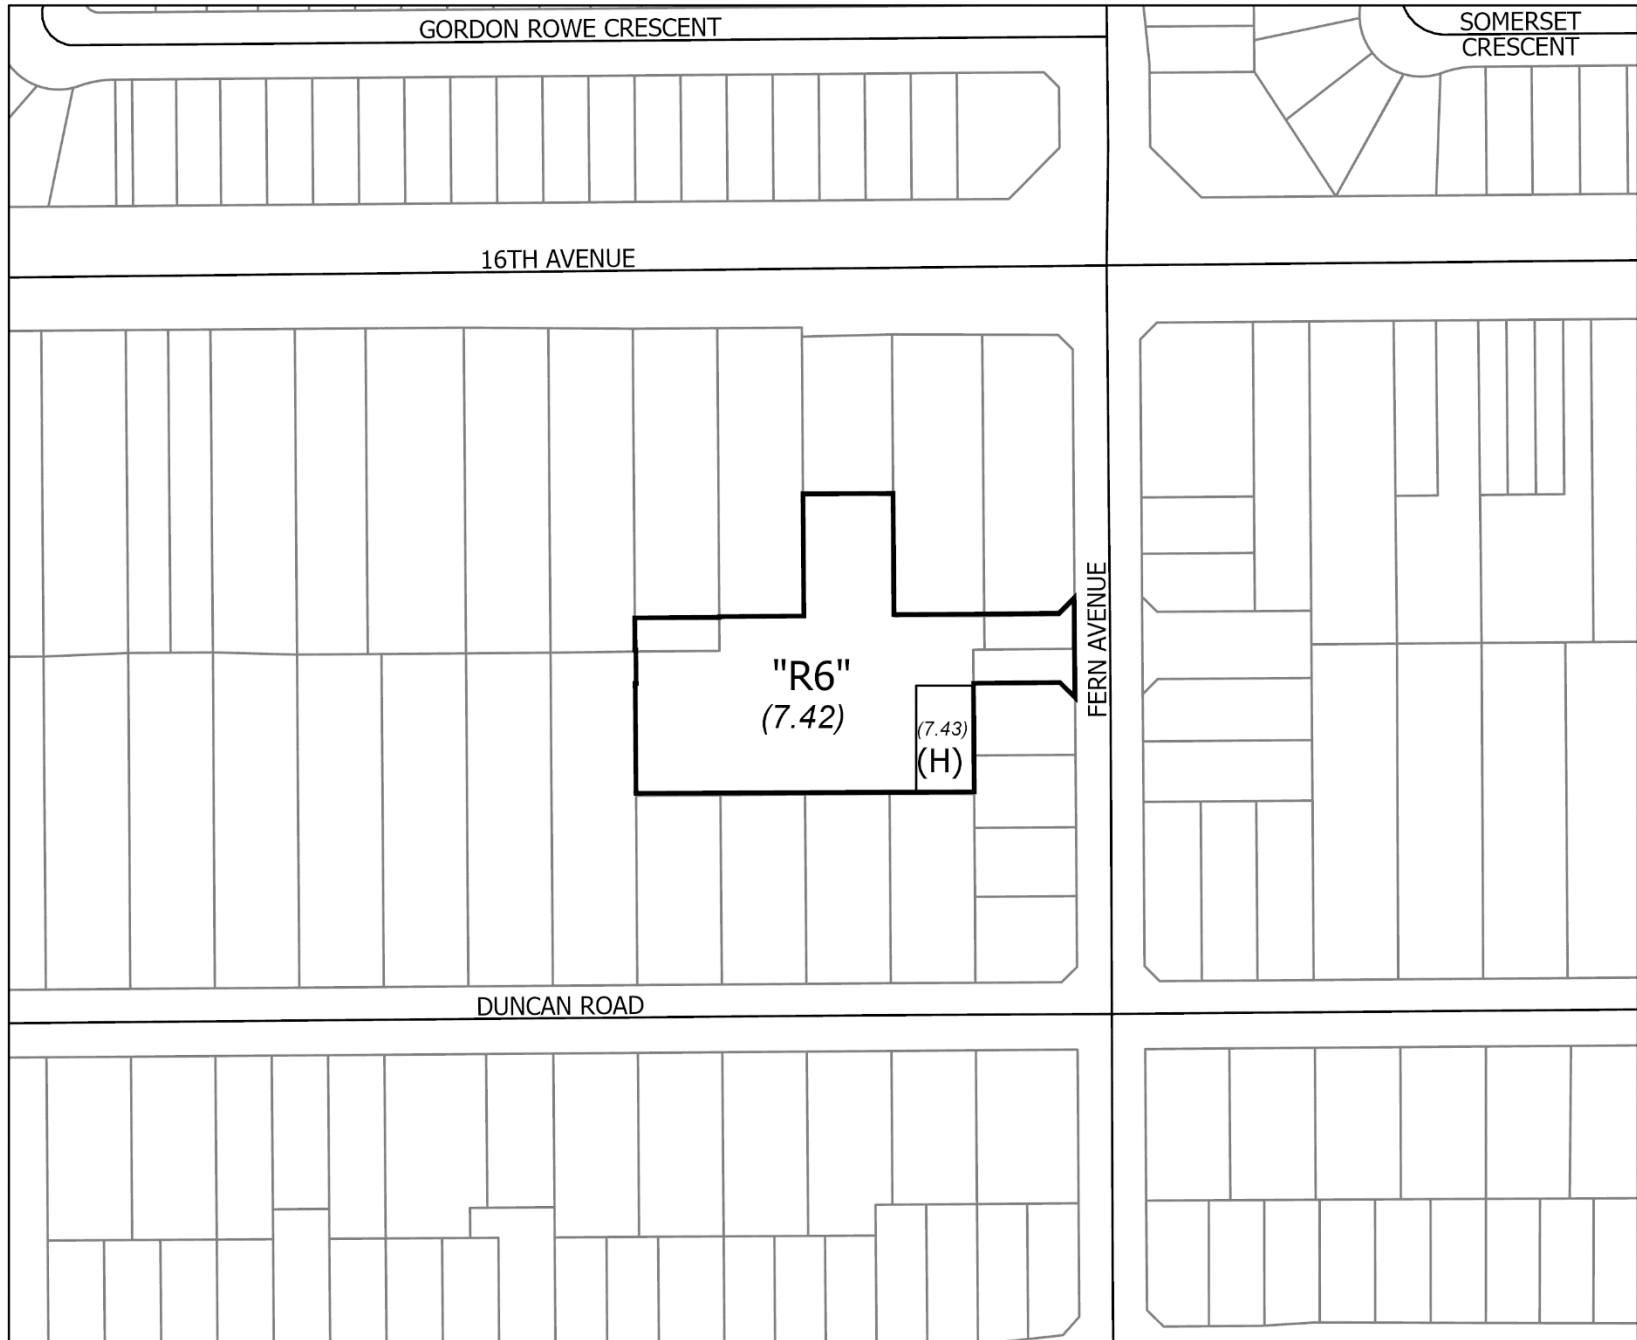 GORDON ROWE CRESCENT
SOMERSET
CRESCENT
16TH AVENUE
FERN AVENUE
"R6"
(7.42)
(7.43)
(H)
DUNCAN ROAD